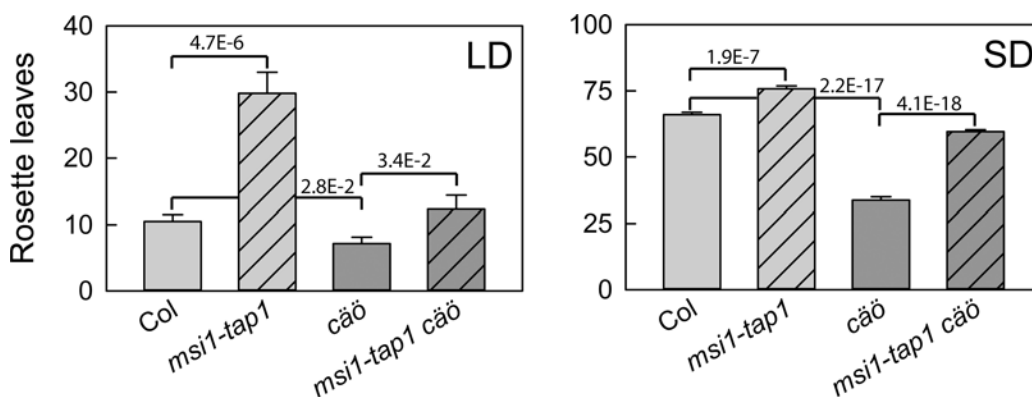 Rosette leaves
40
30
20
10
0
LD
4.7E-6
2.8E-2
3.4E-2
Col
msi1-tap1
cäö
msi1-tap1 cäö
100
75
50
25
0
SD
1.9E-7
2.2E-17
4.1E-18
Col
msi1-tap1
cäö
msi1-tap1 cäö